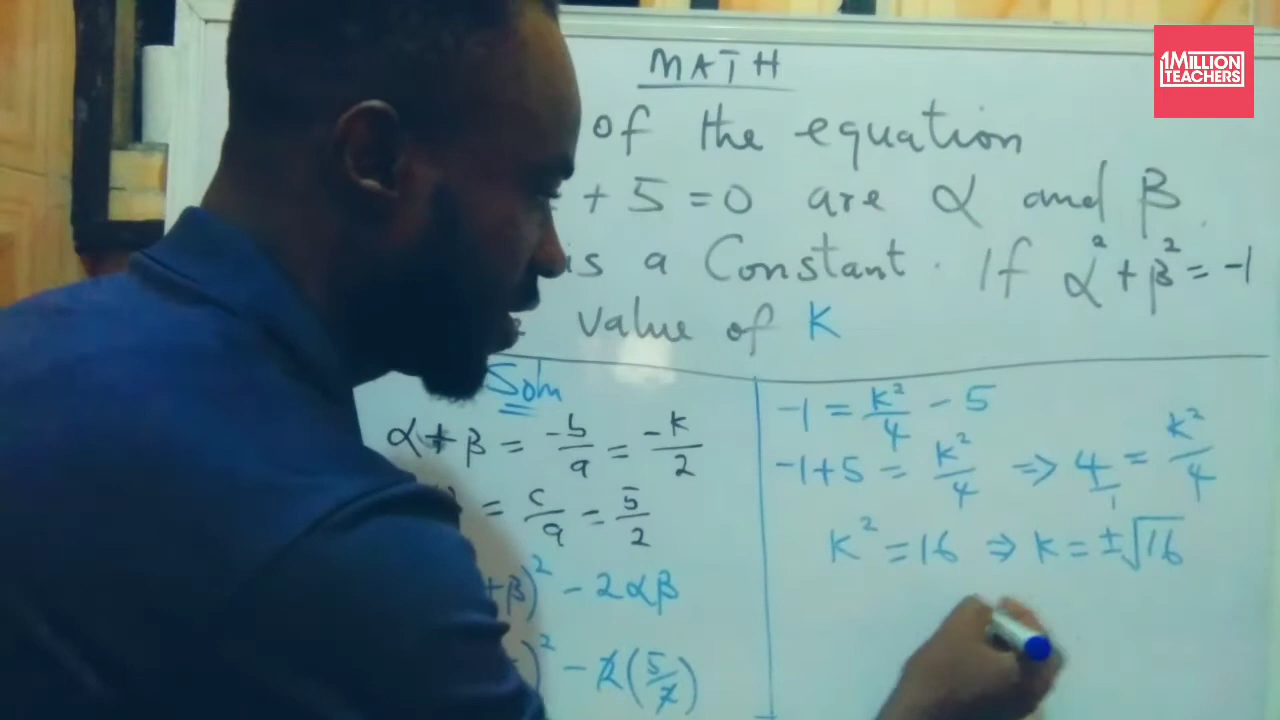 1MILLION
TEACHERS
MATH
of the equation
+ 5 = 0 are α and β
is a Constant. If α² + β² = -1
value of K
Soln
α + β = -b/a = -k/2
= c/a = 5/2
+β)² - 2αβ
)² - 2(5/2)
-1 = k²/4 - 5
-1+5 = k²/4 ⇒ 4/1 = k²/4
k² = 16 ⇒ k = ±√16